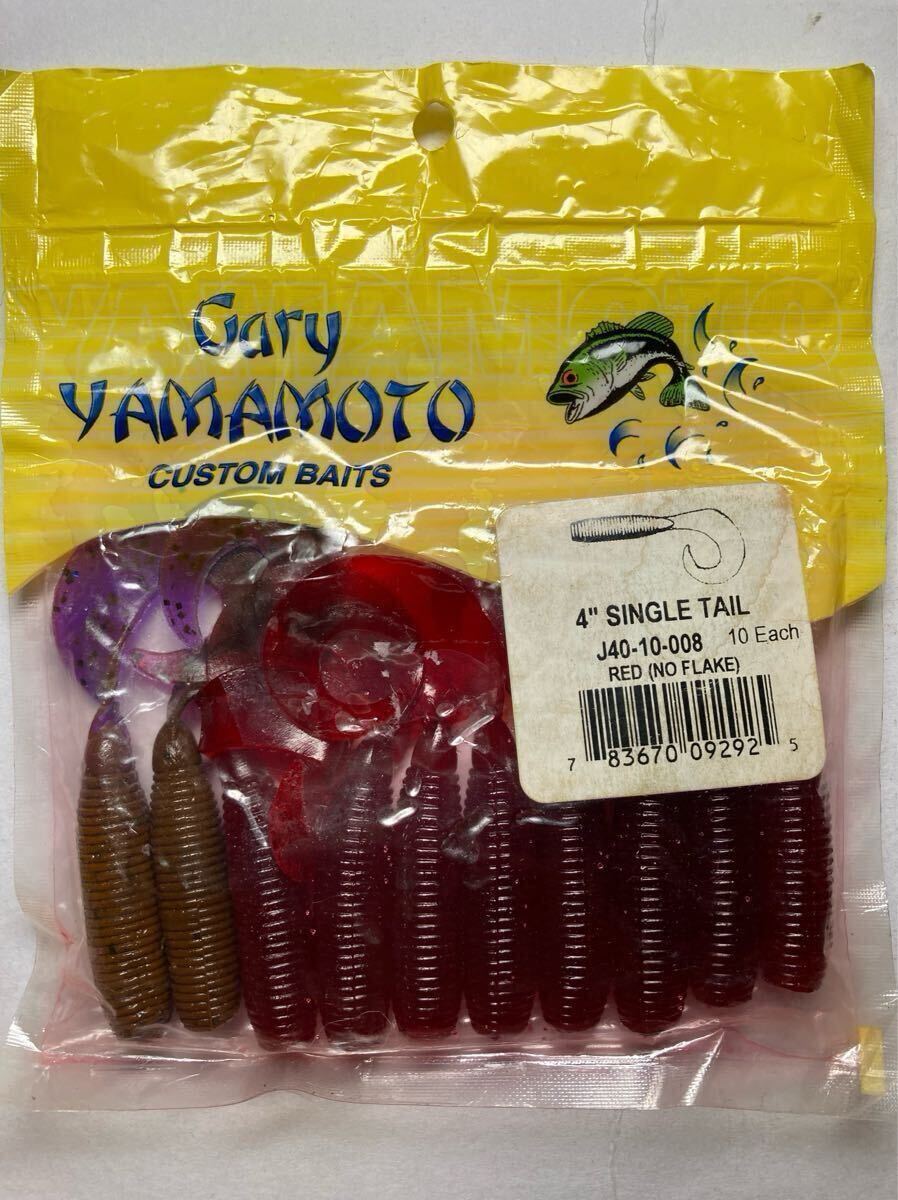 YAMAMOTO
Gary
YAMAMOTO
CUSTOM BAITS
4" SINGLE TAIL
J40-10-008 10 Each
RED (NO FLAKE)
7 83670 09292 5